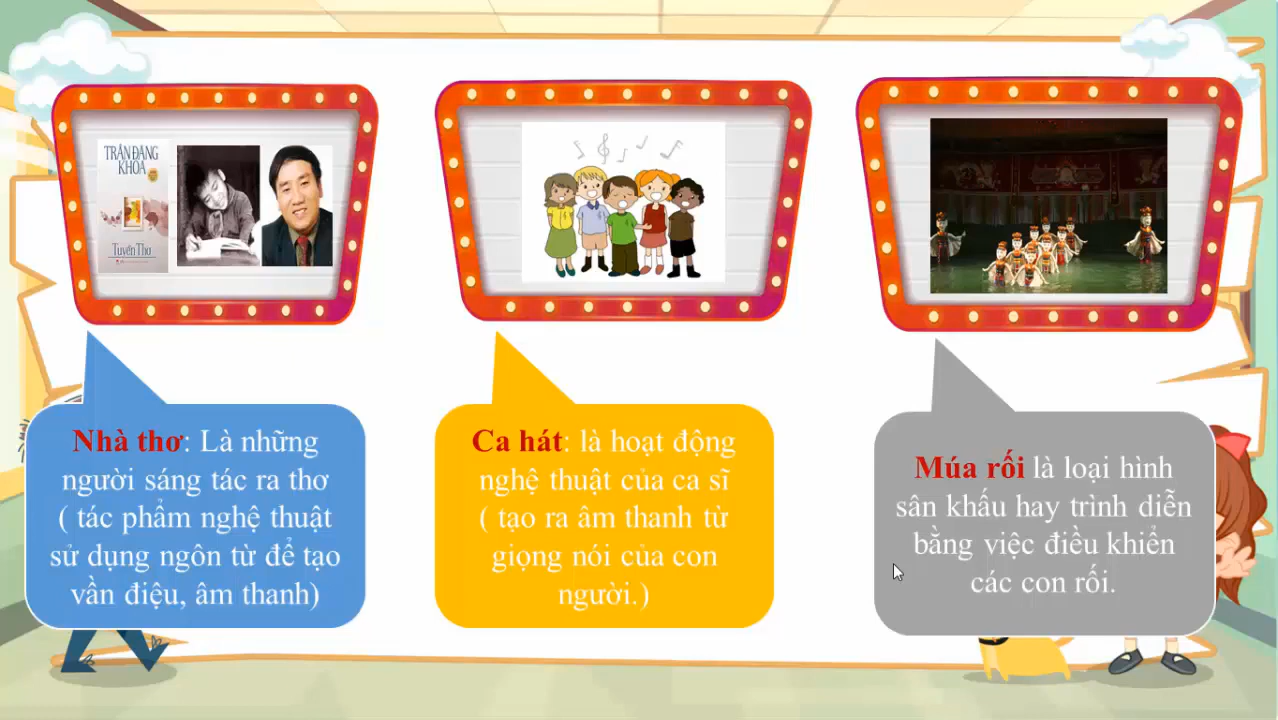 TRẦN ĐĂNG
KHOA
Tuyển Thơ
Nhà thơ: Là những
người sáng tác ra thơ
( tác phẩm nghệ thuật
sử dụng ngôn từ để tạo
vần điệu, âm thanh)
Ca hát: là hoạt động
nghệ thuật của ca sĩ
( tạo ra âm thanh từ
giọng nói của con
người.)
Múa rối là loại hình
sân khấu hay trình diễn
bằng việc điều khiển
các con rối.